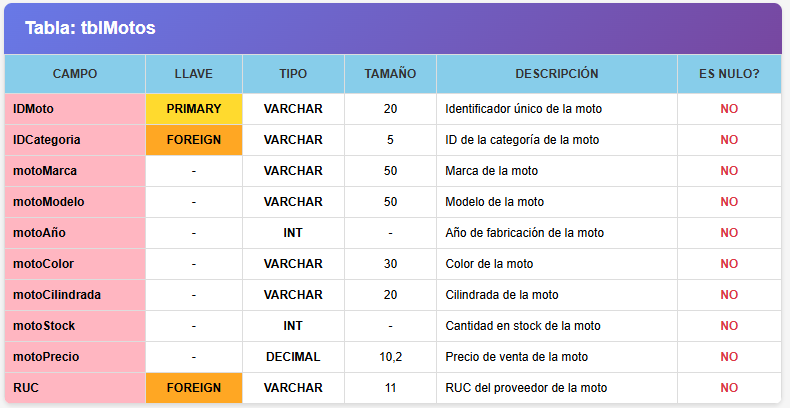 Tabla: tblMotos
CAMPO LLAVE TIPO TAMAÑO DESCRIPCIÓN ES NULO?
IDMoto PRIMARY VARCHAR 20 Identificador único de la moto NO
IDCategoria FOREIGN VARCHAR 5 ID de la categoría de la moto NO
motoMarca - VARCHAR 50 Marca de la moto NO
motoModelo - VARCHAR 50 Modelo de la moto NO
motoAño - INT - Año de fabricación de la moto NO
motoColor - VARCHAR 30 Color de la moto NO
motoCilindrada - VARCHAR 20 Cilindrada de la moto NO
motoStock - INT - Cantidad en stock de la moto NO
motoPrecio - DECIMAL 10,2 Precio de venta de la moto NO
RUC FOREIGN VARCHAR 11 RUC del proveedor de la moto NO